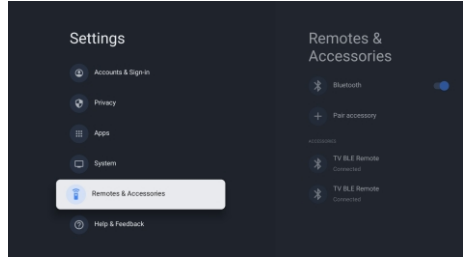 Settings
Accounts & Sign-in
Privacy
Apps
System
Remotes & Accessories
Help & Feedback
Remotes &
Accessories
Bluetooth
Pair accessory
ACCESSORIES
TV BLE Remote
Connected
TV BLE Remote
Connected